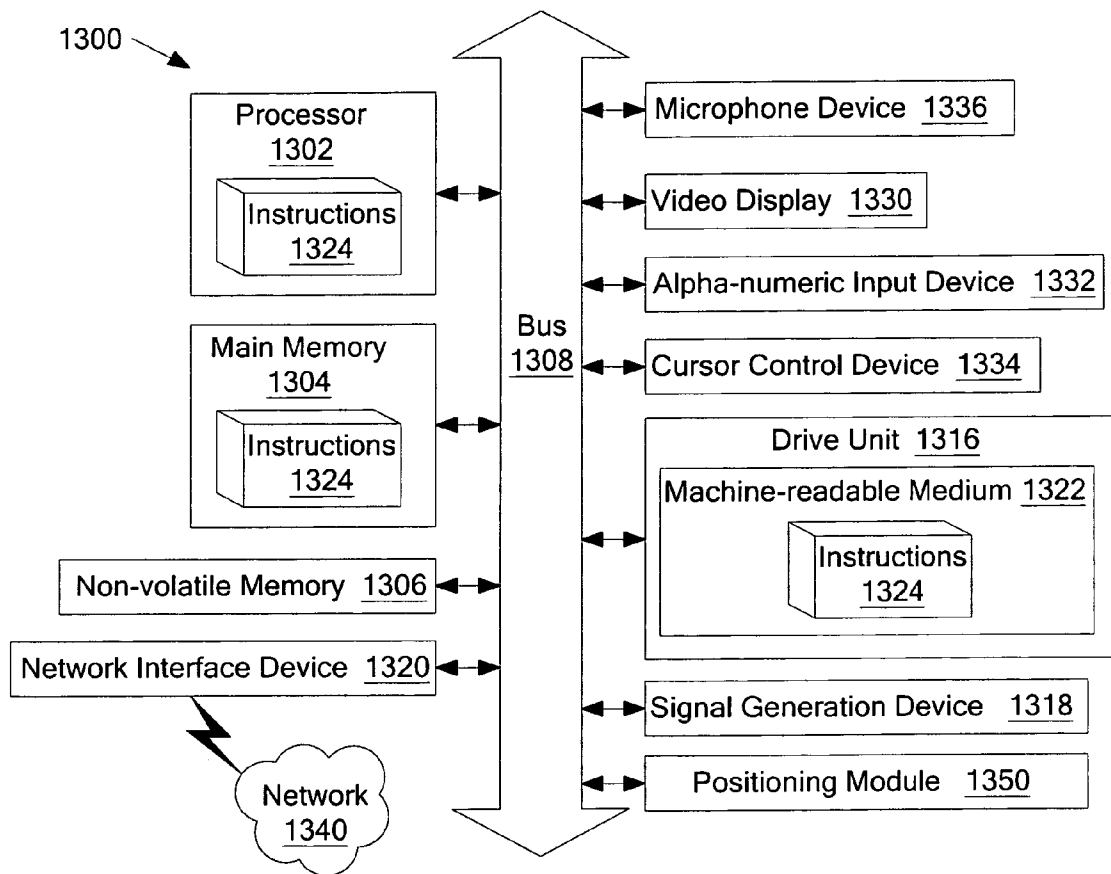 1300
Processor
1302
Instructions
1324
Main Memory
1304
Instructions
1324
Non-volatile Memory 1306
Network Interface Device 1320
Network
1340
Bus
1308
Microphone Device 1336
Video Display 1330
Alpha-numeric Input Device 1332
Cursor Control Device 1334
Drive Unit 1316
Machine-readable Medium 1322
Instructions
1324
Signal Generation Device 1318
Positioning Module 1350